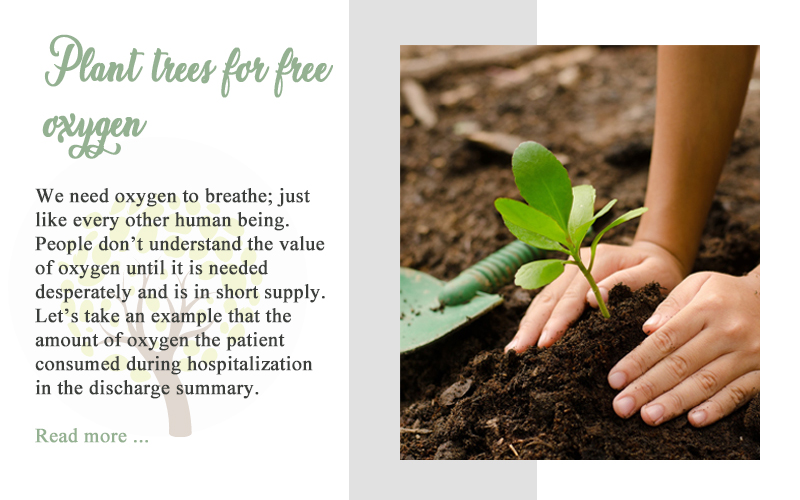 Plant trees for free
oxygen
We need oxygen to breathe; just
like every other human being.
People don’t understand the value
of oxygen until it is needed
desperately and is in short supply.
Let’s take an example that the
amount of oxygen the patient
consumed during hospitalization
in the discharge summary.
Read more ...